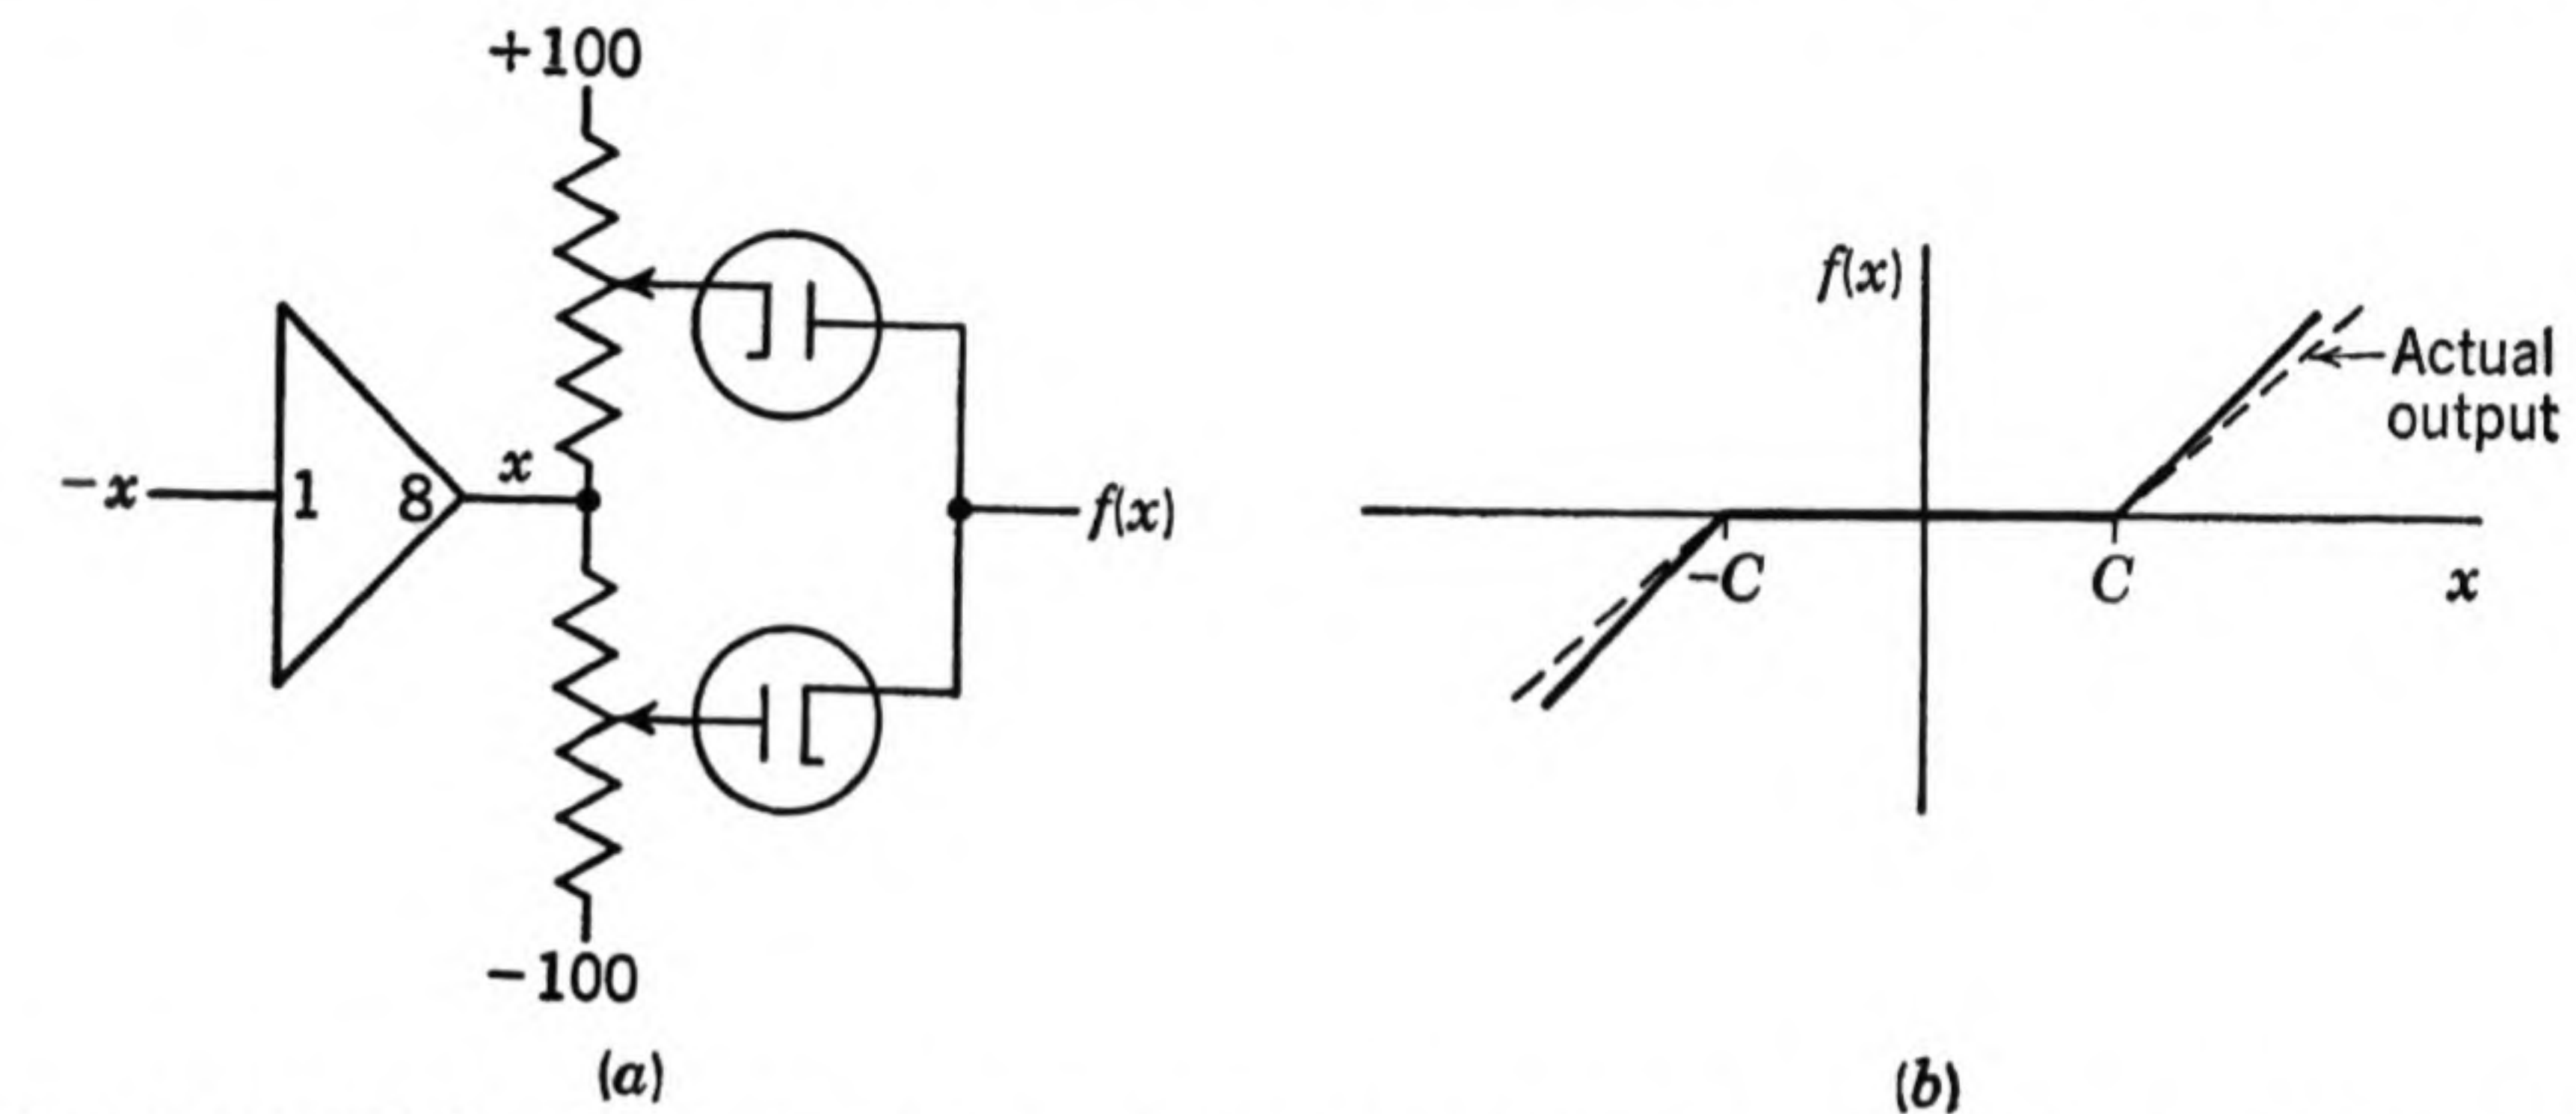 +100
-x 1 8 x
f(x)
-100
(a)
f(x)
Actual
output
-C C x
(b)